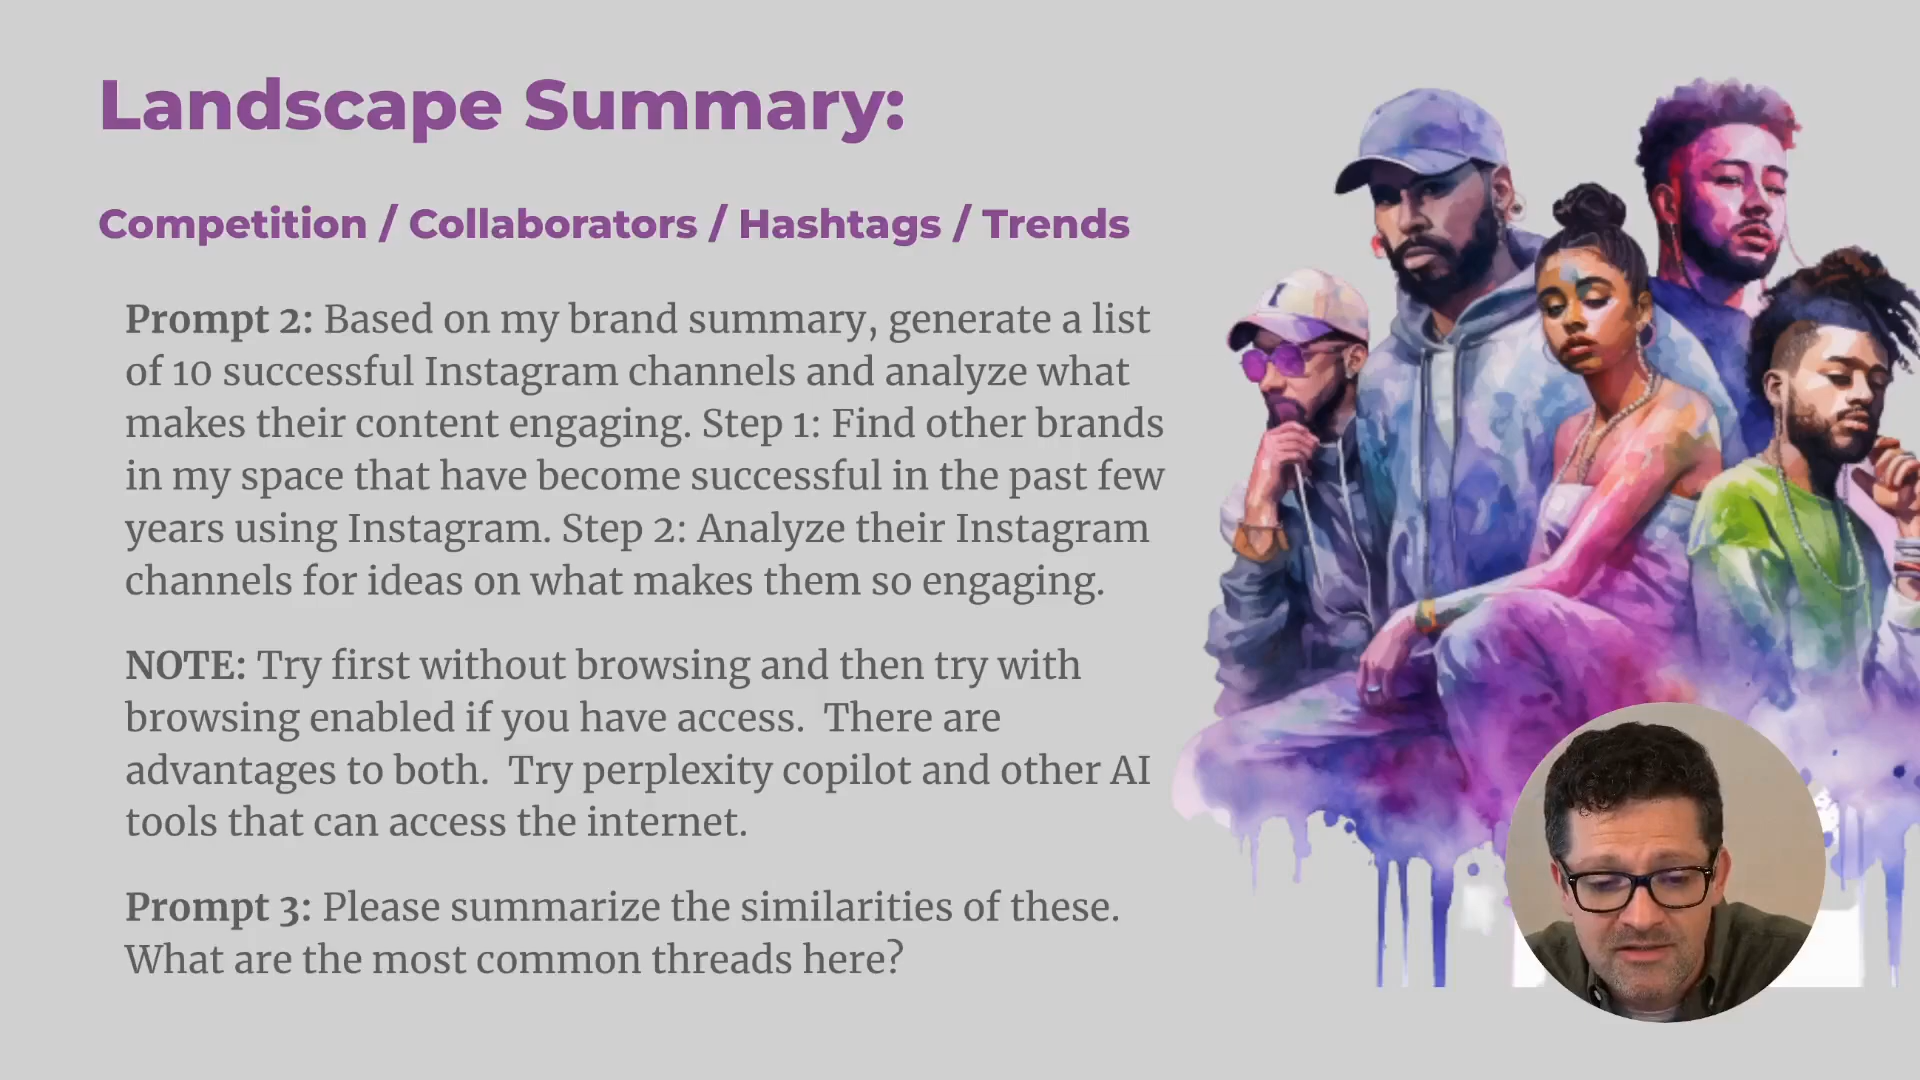 Landscape Summary:
Competition / Collaborators / Hashtags / Trends
Prompt 2: Based on my brand summary, generate a list
of 10 successful Instagram channels and analyze what
makes their content engaging. Step 1: Find other brands
in my space that have become successful in the past few
years using Instagram. Step 2: Analyze their Instagram
channels for ideas on what makes them so engaging.
NOTE: Try first without browsing and then try with
browsing enabled if you have access.  There are
advantages to both.  Try perplexity copilot and other AI
tools that can access the internet.
Prompt 3: Please summarize the similarities of these.
What are the most common threads here?